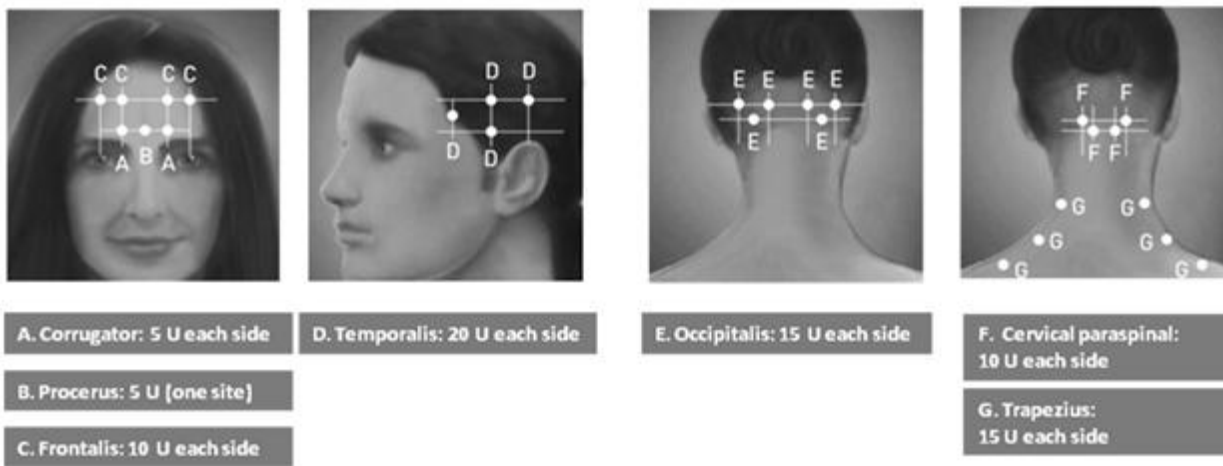 C C C C
A B A
D D
D D
E E E E
E E
F F
F F
G G
G G
G G
A. Corrugator: 5 U each side
B. Procerus: 5 U (one site)
C. Frontalis: 10 U each side
D. Temporalis: 20 U each side
E. Occipitalis: 15 U each side
F. Cervical paraspinal:
10 U each side
G. Trapezius:
15 U each side